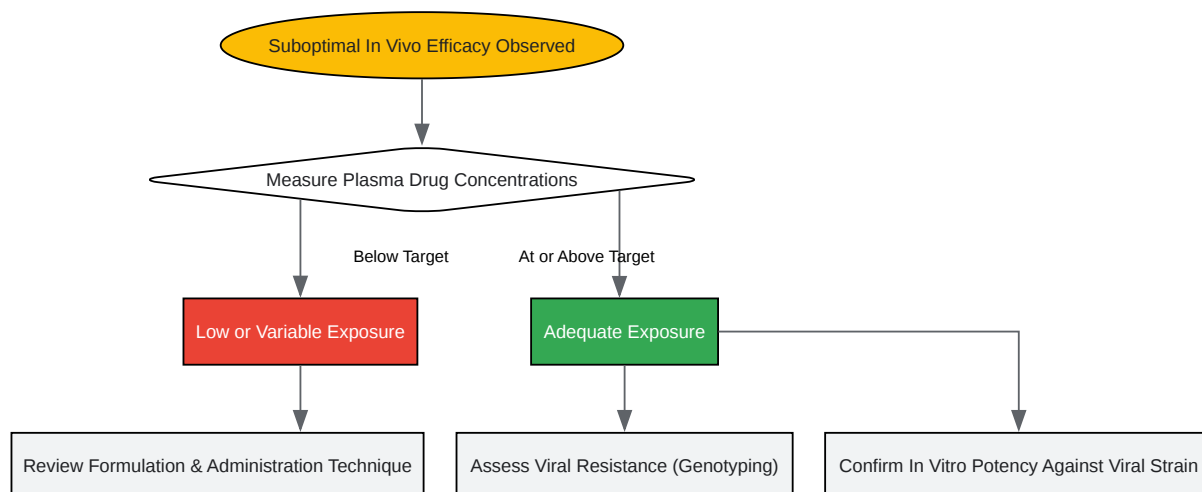 Suboptimal In Vivo Efficacy Observed
Measure Plasma Drug Concentrations
Below Target
At or Above Target
Low or Variable Exposure
Adequate Exposure
Review Formulation & Administration Technique
Assess Viral Resistance (Genotyping)
Confirm In Vitro Potency Against Viral Strain